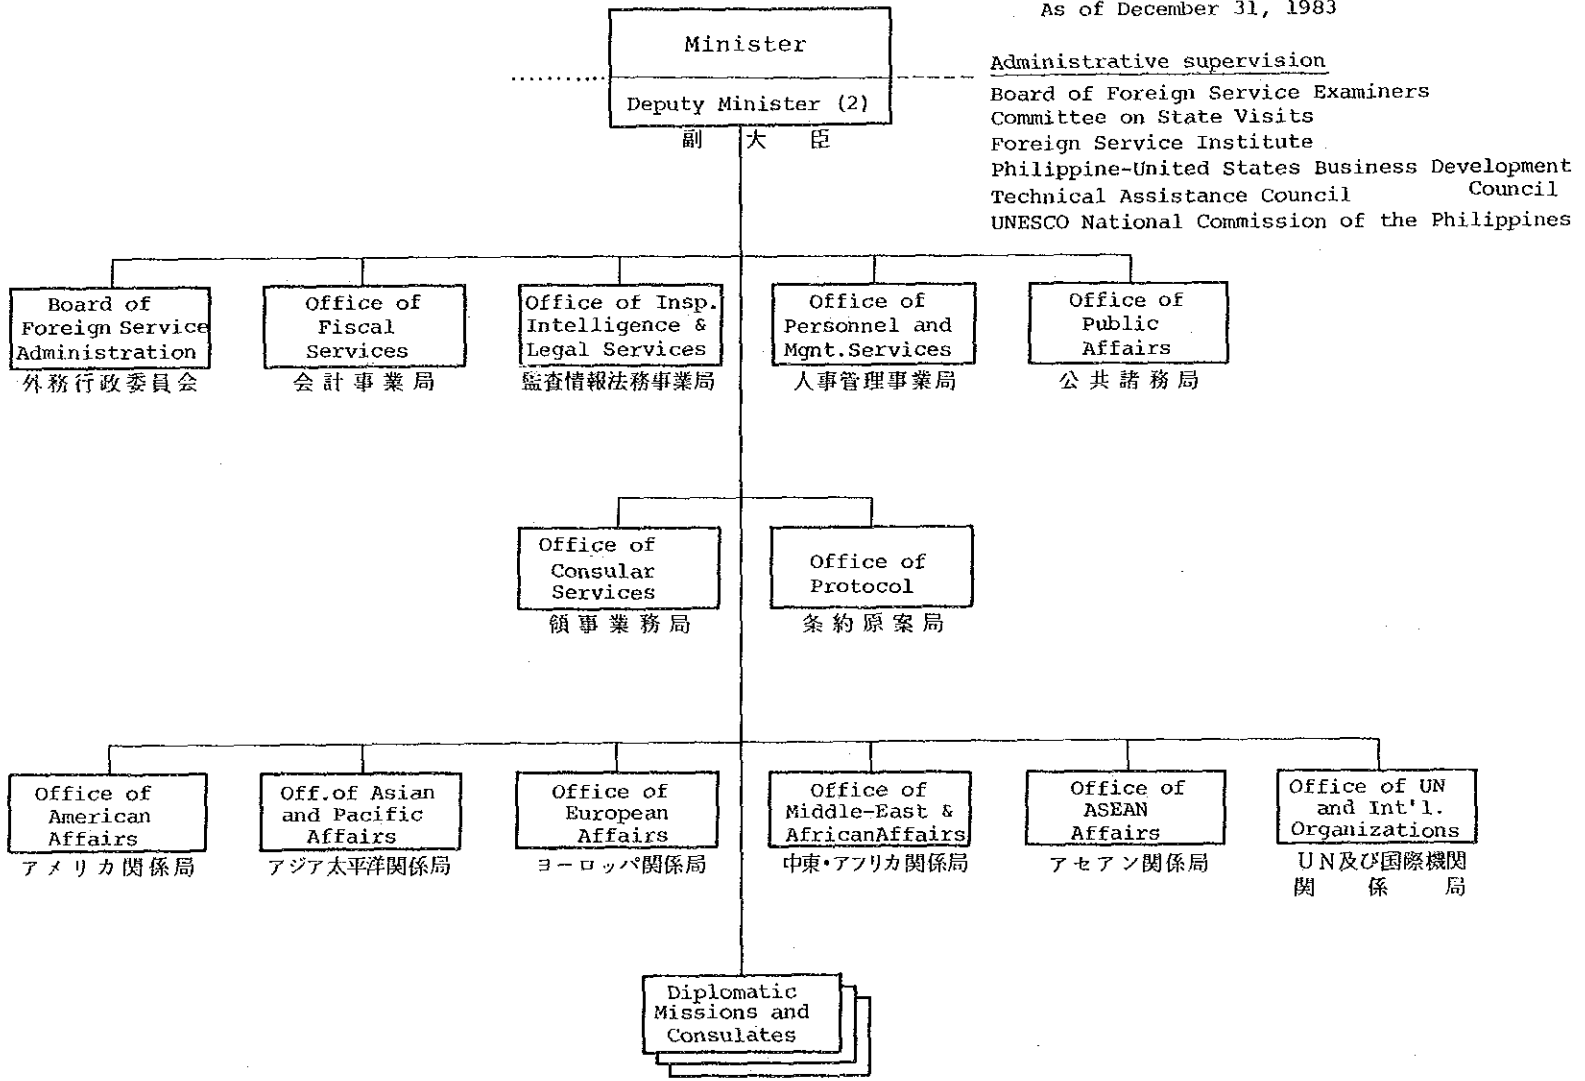 As of December 31, 1983
Minister
Deputy Minister (2)
副大臣
Administrative supervision
Board of Foreign Service Examiners
Committee on State Visits
Foreign Service Institute
Philippine-United States Business Development
Council
Technical Assistance Council
UNESCO National Commission of the Philippines
Board of
Foreign Service
Administration
外務行政委員会
Office of
Fiscal
Services
会計事業局
Office of Insp.
Intelligence &
Legal Services
監査情報法務事業局
Office of
Personnel and
Mgnt.Services
人事管理事業局
Office of
Public
Affairs
公共諸務局
Office of
Consular
Services
領事業務局
Office of
Protocol
条約原案局
Office of
American
Affairs
アメリカ関係局
Off.of Asian
and Pacific
Affairs
アジア太平洋関係局
Office of
European
Affairs
ヨーロッパ関係局
Office of
Middle-East &
AfricanAffairs
中東・アフリカ関係局
Office of
ASEAN
Affairs
アセアン関係局
Office of UN
and Int'l.
Organizations
UN及び国際機関
関係局
Diplomatic
Missions and
Consulates